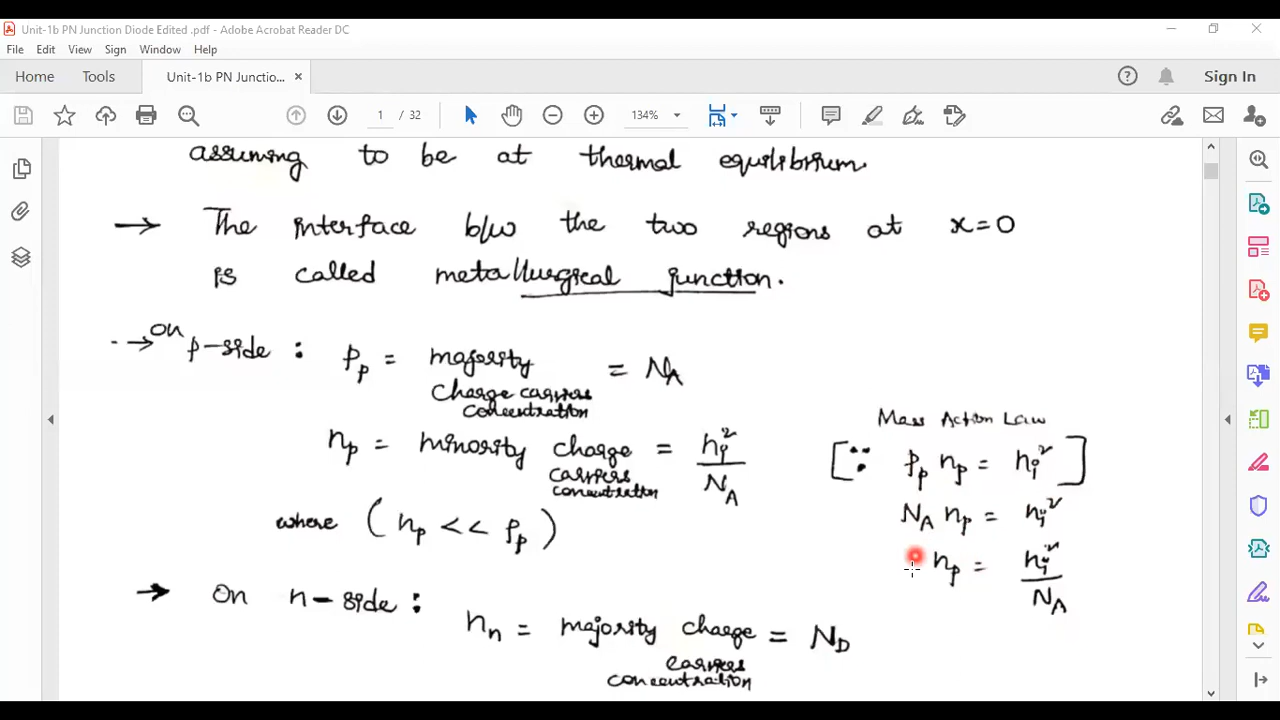 Unit-1b PN Junction Diode Edited .pdf - Adobe Acrobat Reader DC
File Edit View Sign Window Help
Home Tools Unit-1b PN Junctio... × Sign In
1 / 32 134%
assuming to be at thermal equilibrium.
→ The interface b/w the two regions at x=0
is called metallurgical junction.
→ On p-side : Pp = majority charge carriers concentration = NA
np = minority charge carriers concentration = ni² / NA
where ( np << Pp )
Mass Action Law
[∵ Pp np = ni²]
NA np = ni²
np = ni² / NA
→ On n-side : nn = majority charge carriers concentration = ND